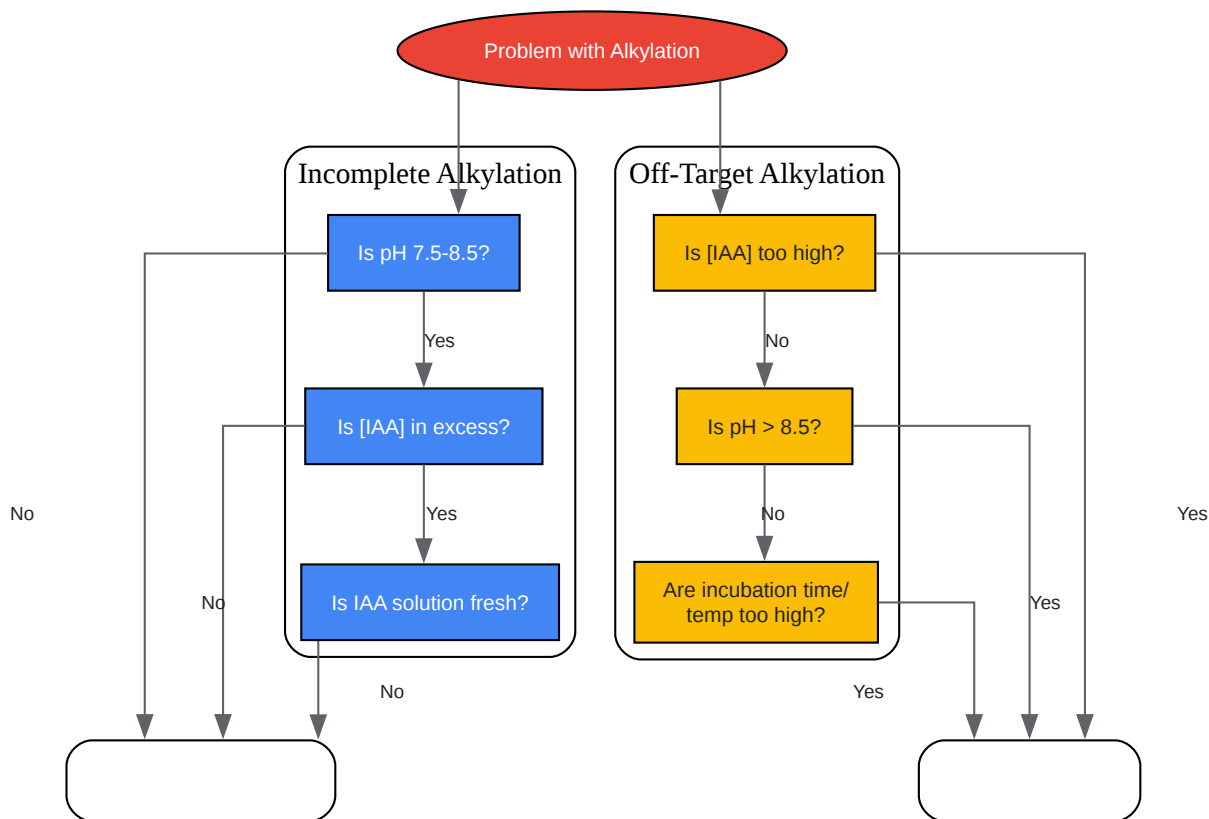 Problem with Alkylation
Incomplete Alkylation
Off-Target Alkylation
Is pH 7.5-8.5?
Is [IAA] too high?
Yes
No
Is [IAA] in excess?
Is pH > 8.5?
No
Yes
No
Yes
Is IAA solution fresh?
Are incubation time/
temp too high?
No
Yes
No
Yes